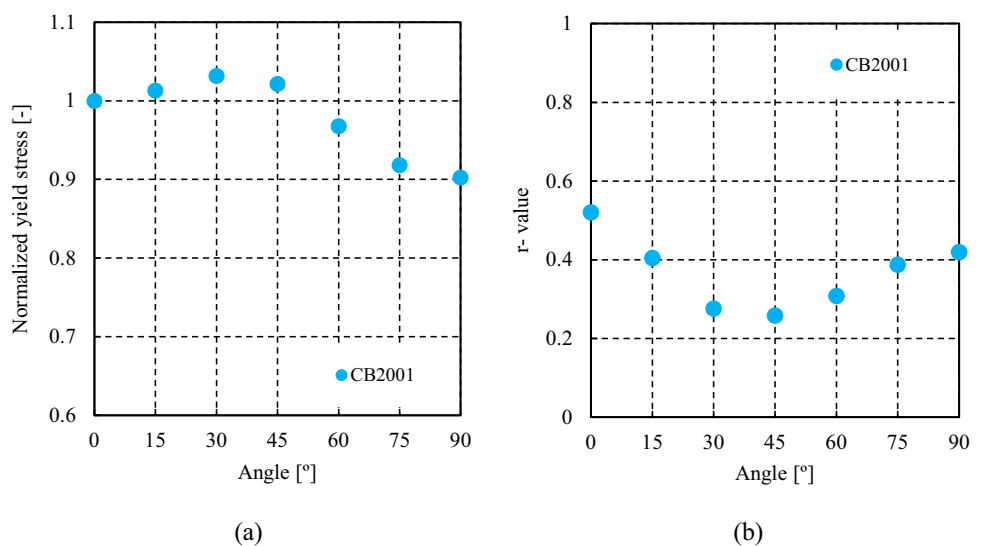 1.1
1
0.9
0.8
0.7
0.6
Normalized yield stress [-]
CB2001
0 15 30 45 60 75 90
Angle [º]
(a)
1
0.8
0.6
0.4
0.2
0
r- value
CB2001
0 15 30 45 60 75 90
Angle [º]
(b)